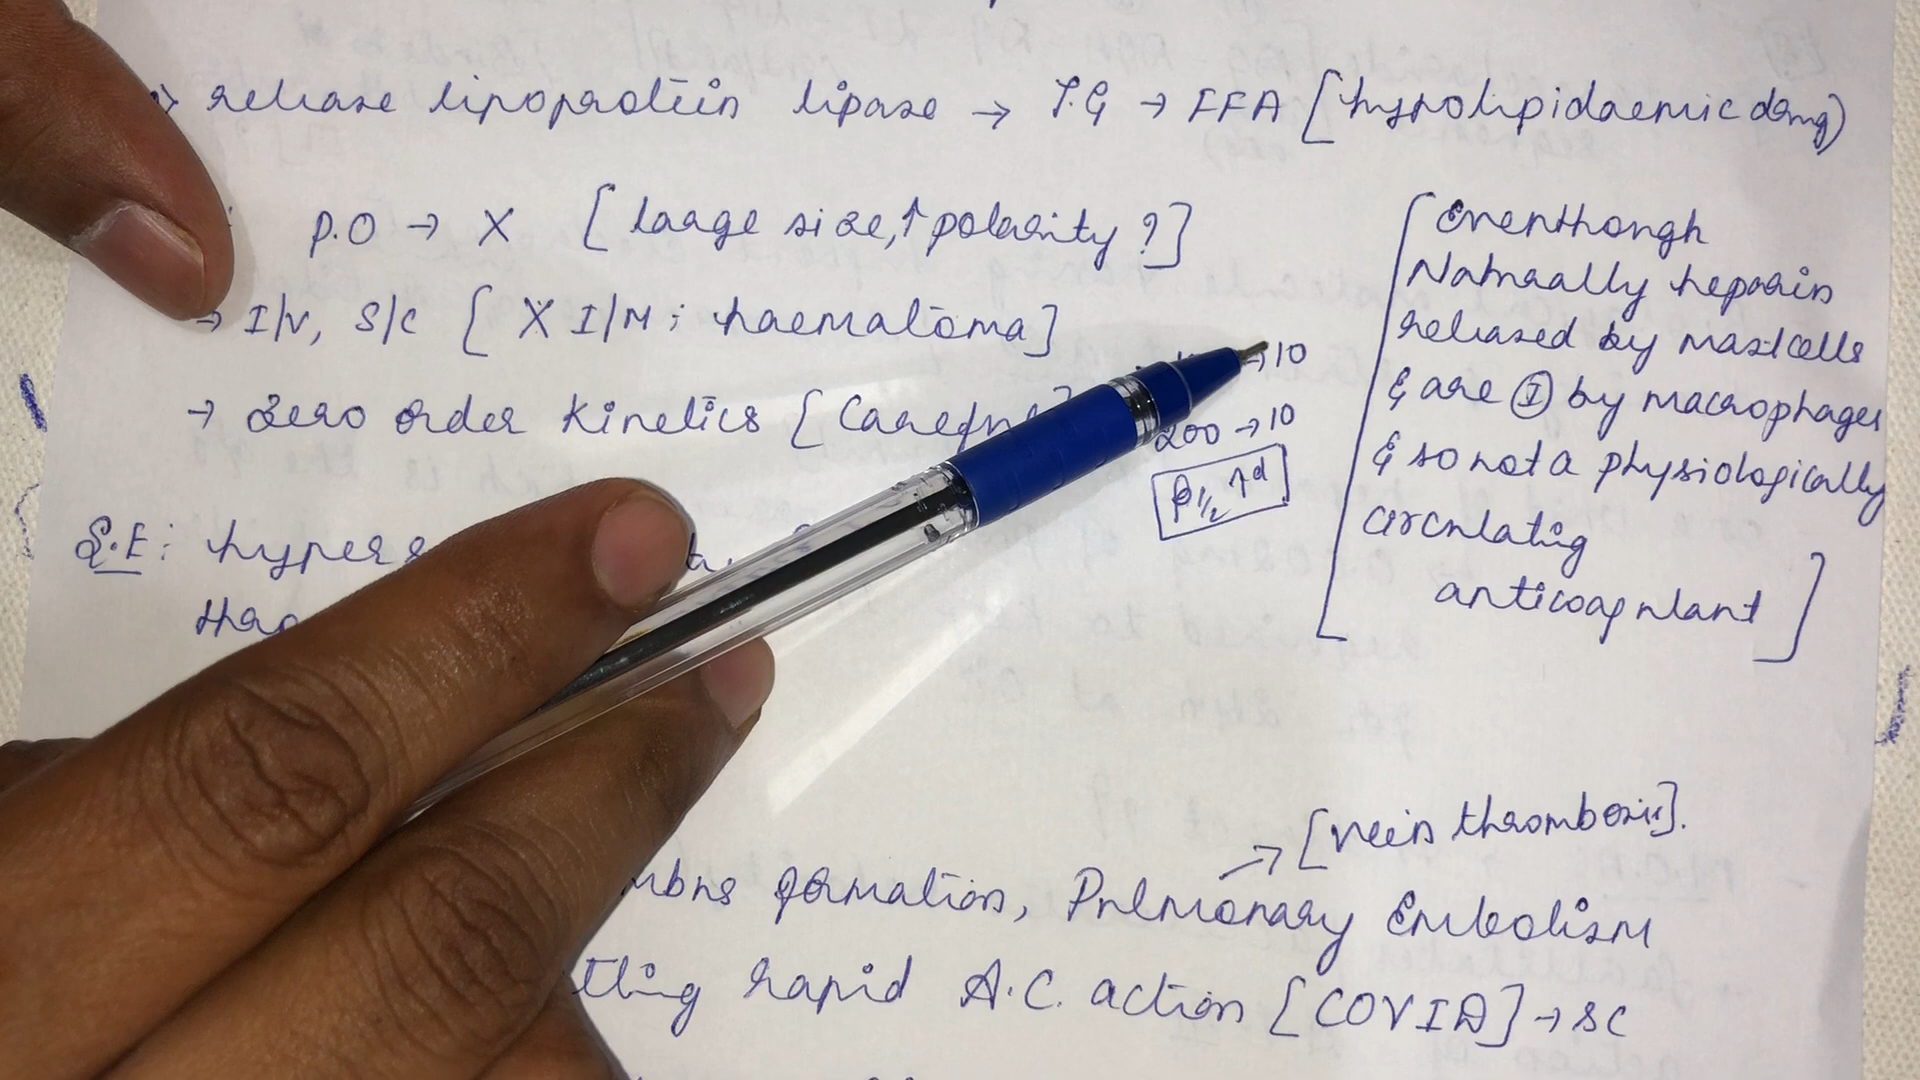 release lipoprotein lipase → T.G → FFA [hypolipidaemic drug)
P.O → X [large size, ↑ polarity ?]
→ I/V, S/C [X I/M ; haematoma]
→ 10
→ zero order kinetics [
200 → 10
t½ ↑d
[Eventhough
Naturally heparin
released by mast cells
& are Ⓘ by macrophages
& so not a physiologically
circulating
anticoagulant]
S.E :
→ [vein thrombosis].
formation, Pulmonary Embolism
rapid A.C. action [COVID] → SC